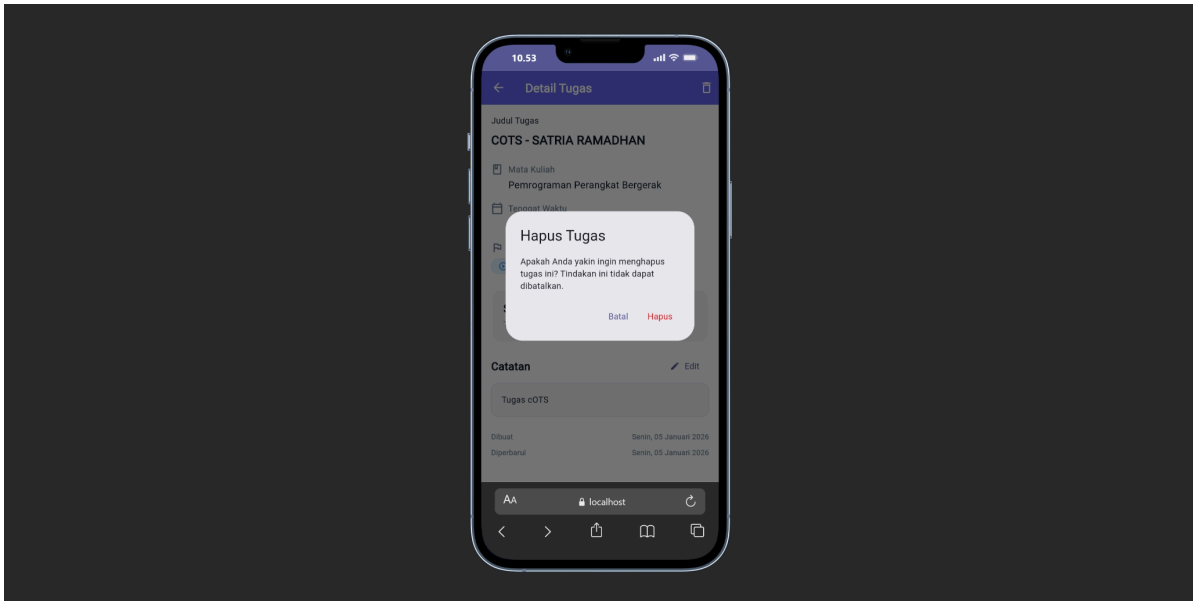 10.53
Detail Tugas
Judul Tugas
COTS - SATRIA RAMADHAN
Mata Kuliah
Pemrograman Perangkat Bergerak
Tenggat Waktu
Hapus Tugas
Apakah Anda yakin ingin menghapus
tugas ini? Tindakan ini tidak dapat
dibatalkan.
Batal Hapus
Catatan Edit
Tugas cOTS
Dibuat Senin, 05 Januari 2026
Diperbarui Senin, 05 Januari 2026
AA localhost